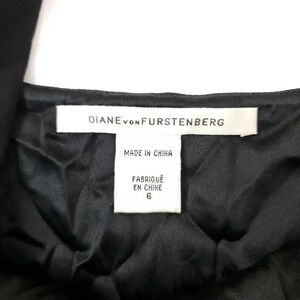 DIANE VON FURSTENBERG
MADE IN CHINA
FABRIQUÉ
EN CHINE
6